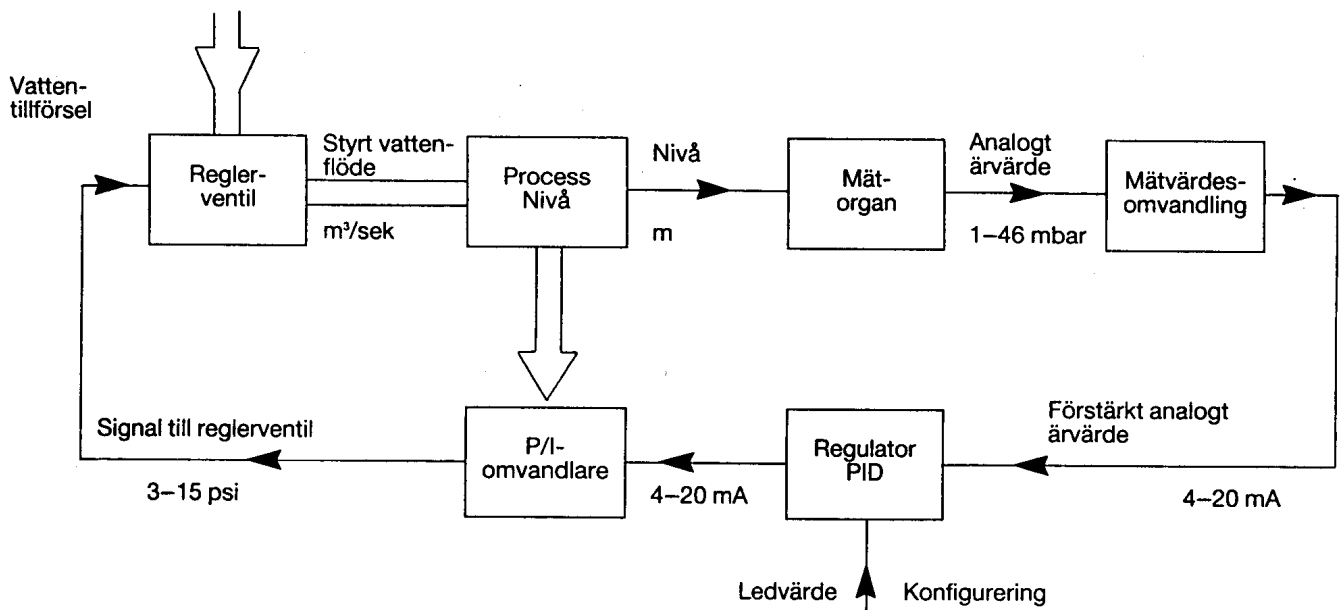 Vatten-
tillförsel
Regler-
ventil
Styrt vatten-
flöde
m³/sek
Process
Nivå
Nivå
m
Mät-
organ
Analogt
ärvärde
1–46 mbar
Mätvärdes-
omvandling
Signal till reglerventil
3–15 psi
P/I-
omvandlare
4–20 mA
Regulator
PID
Förstärkt analogt
ärvärde
4–20 mA
Ledvärde
Konfigurering